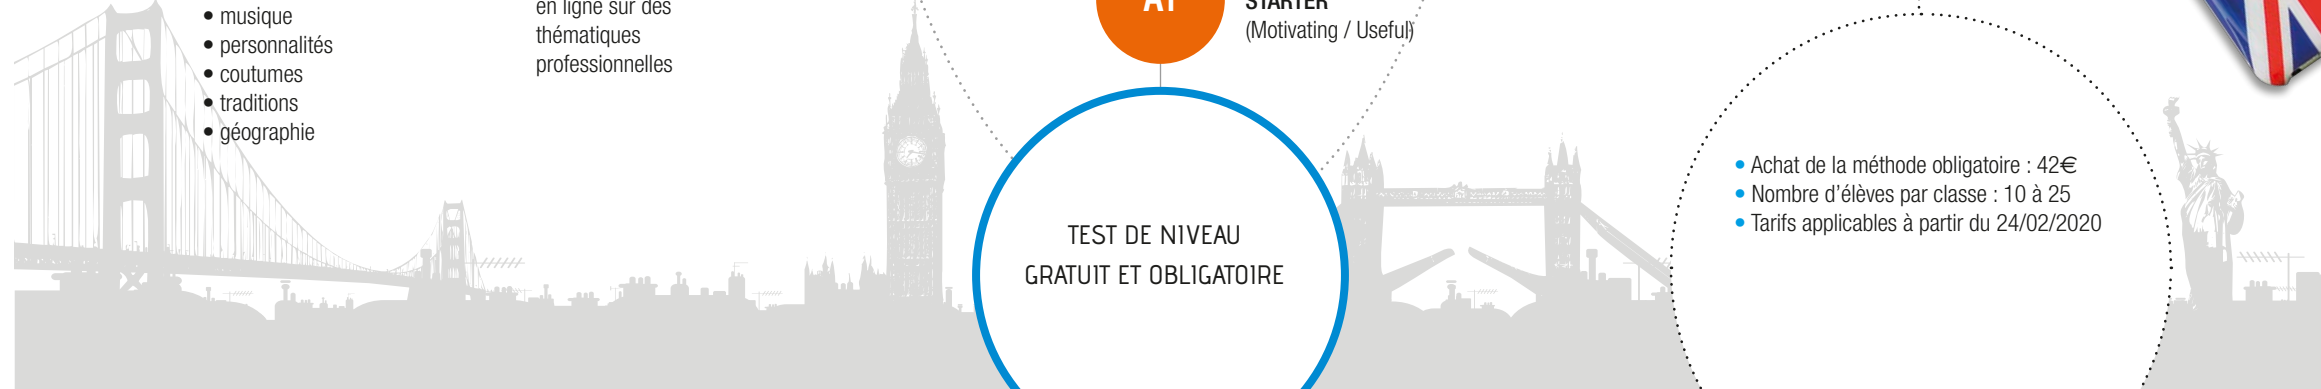 • musique
• personnalités
• coutumes
• traditions
• géographie
en ligne sur des
thématiques
professionnelles
A1
STARTER
(Motivating / Useful)
TEST DE NIVEAU
GRATUIT ET OBLIGATOIRE
• Achat de la méthode obligatoire : 42€
• Nombre d'élèves par classe : 10 à 25
• Tarifs applicables à partir du 24/02/2020